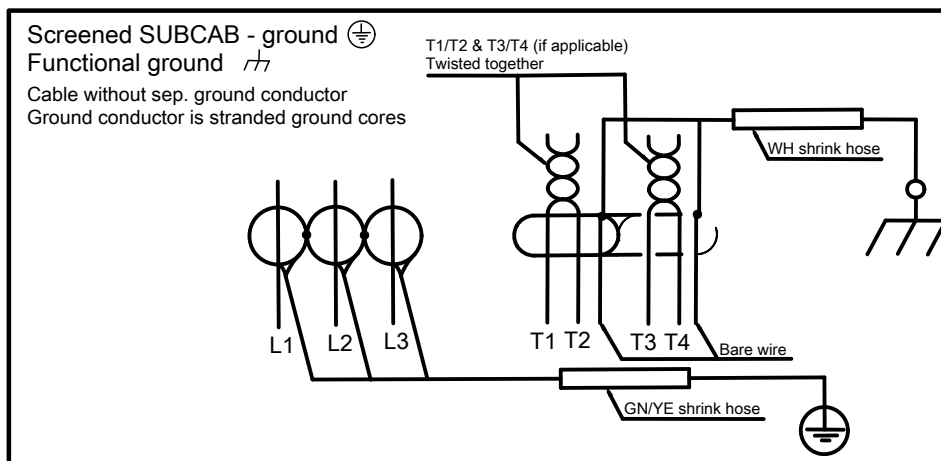 Screened SUBCAB - ground
Functional ground
Cable without sep. ground conductor
Ground conductor is stranded ground cores
T1/T2 & T3/T4 (if applicable)
Twisted together
WH shrink hose
L1 L2 L3
T1 T2 T3 T4
Bare wire
GN/YE shrink hose